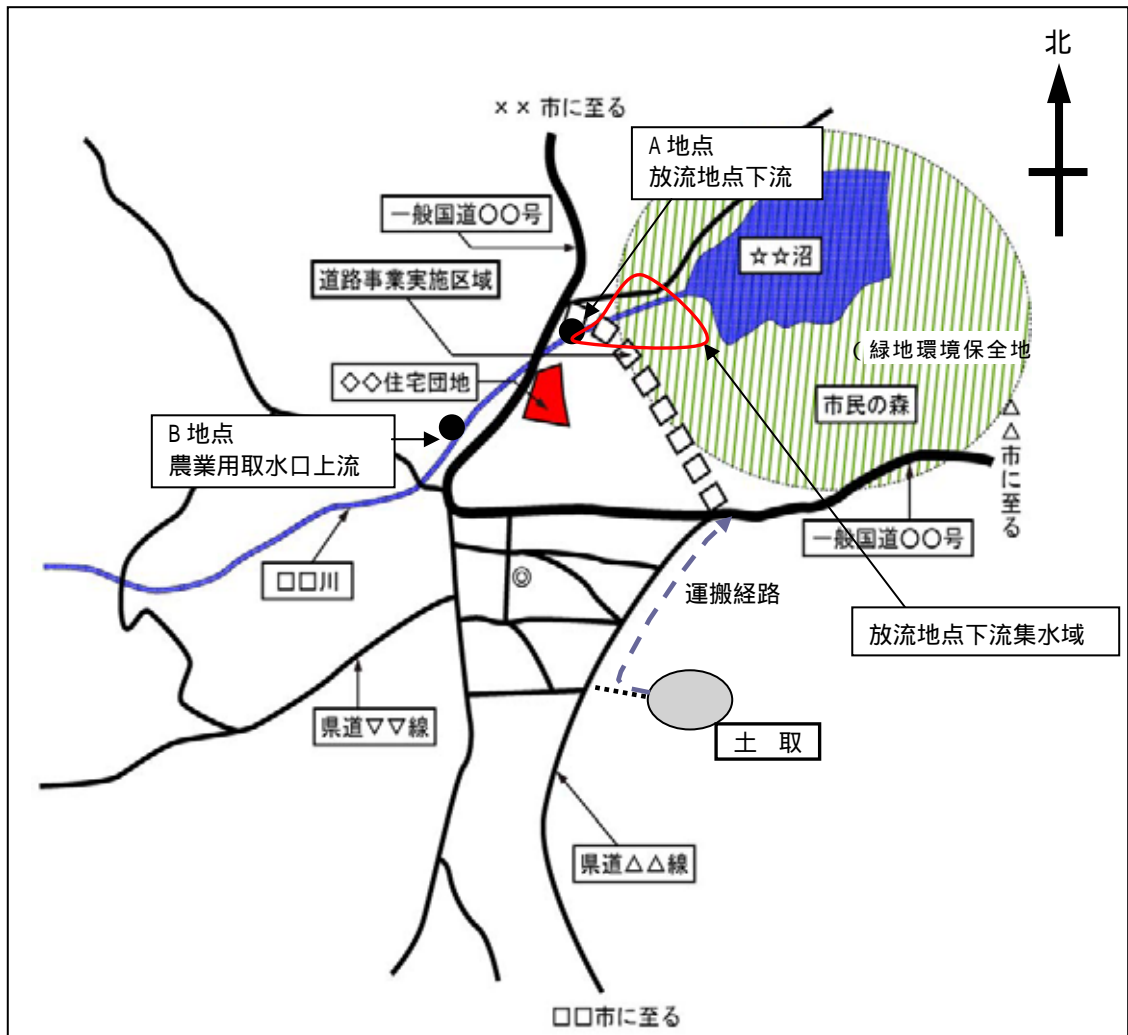 北
××市に至る
A地点
放流地点下流
一般国道〇〇号
☆☆沼
道路事業実施区域
(緑地環境保全地
◇◇住宅団地
市民の森
B地点
農業用取水口上流
△△市に至る
一般国道〇〇号
□□川
◎
運搬経路
放流地点下流集水域
県道▽▽線
土 取
県道△△線
□□市に至る